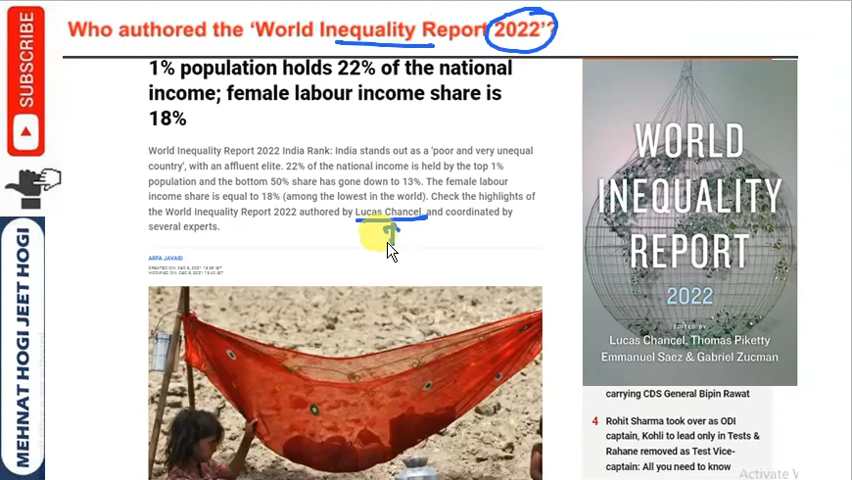 SUBSCRIBE
MEHNAT HOGI JEET HOGI
Who authored the ‘World Inequality Report 2022’?
1% population holds 22% of the national
income; female labour income share is
18%
World Inequality Report 2022 India Rank: India stands out as a 'poor and very unequal
country', with an affluent elite. 22% of the national income is held by the top 1%
population and the bottom 50% share has gone down to 13%. The female labour
income share is equal to 18% (among the lowest in the world). Check the highlights of
the World Inequality Report 2022 authored by Lucas Chancel, and coordinated by
several experts.
ARFA JAVAID
WORLD
INEQUALITY
REPORT
2022
EDITED BY
Lucas Chancel, Thomas Piketty
Emmanuel Saez & Gabriel Zucman
carrying CDS General Bipin Rawat
4 Rohit Sharma took over as ODI
captain, Kohli to lead only in Tests &
Rahane removed as Test Vice-
captain: All you need to know